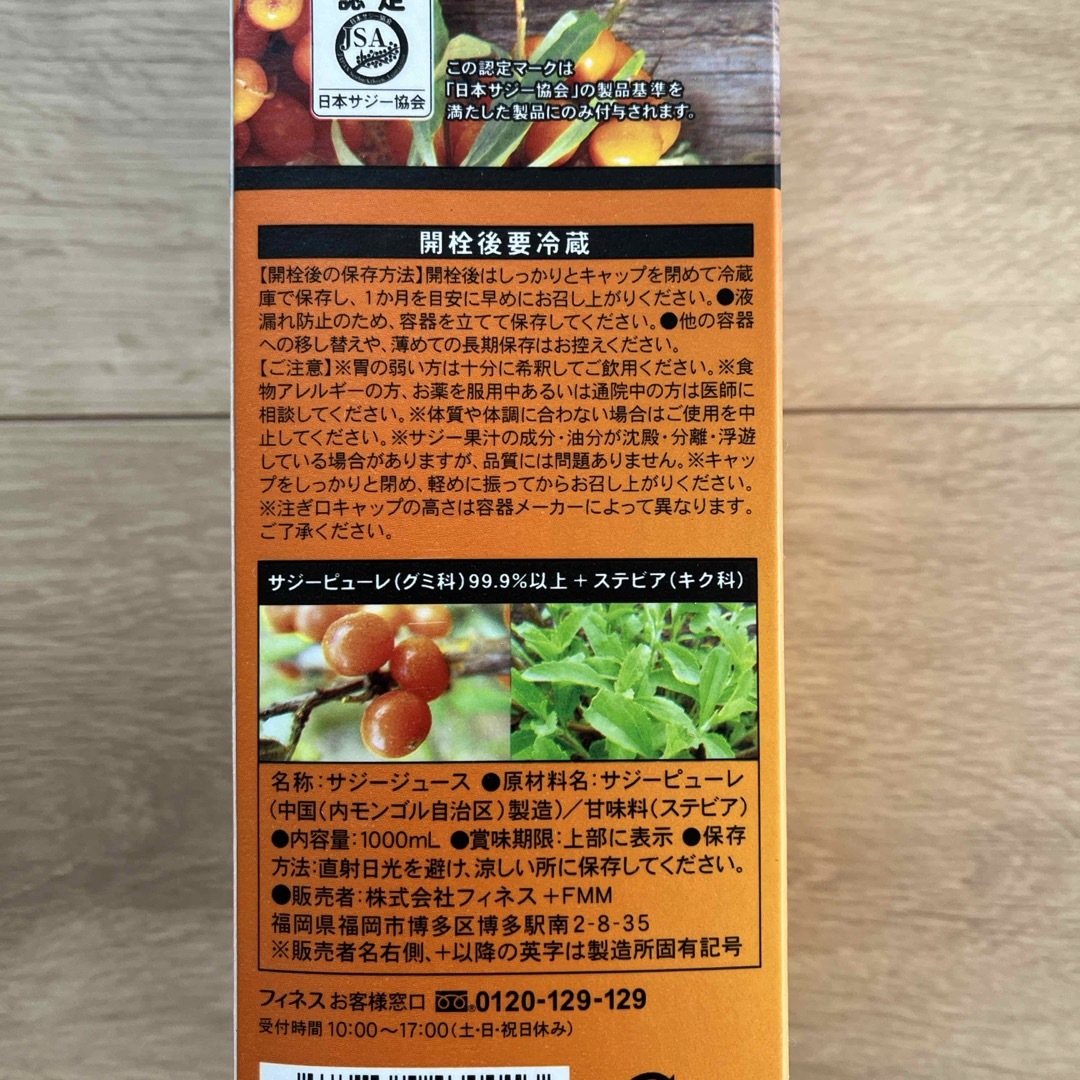 認定
日本サジー協会
JSA
日本サジー協会
この認定マークは
「日本サジー協会」の製品基準を
満たした製品にのみ付与されます。
開栓後要冷蔵
【開栓後の保存方法】開栓後はしっかりとキャップを閉めて冷蔵
庫で保存し、1か月を目安に早めにお召し上がりください。●液
漏れ防止のため、容器を立てて保存してください。●他の容器
への移し替えや、薄めての長期保存はお控えください。
【ご注意】※胃の弱い方は十分に希釈してご飲用ください。※食
物アレルギーの方、お薬を服用中あるいは通院中の方は医師に
相談してください。※体質や体調に合わない場合はご使用を中
止してください。※サジー果汁の成分・油分が沈殿・分離・浮遊
している場合がありますが、品質には問題ありません。※キャッ
プをしっかりと閉め、軽めに振ってからお召し上がりください。
※注ぎ口キャップの高さは容器メーカーによって異なります。
ご了承ください。
サジーピューレ(グミ科)99.9%以上+ステビア(キク科)
名称:サジージュース ●原材料名:サジーピューレ
(中国(内モンゴル自治区)製造)/甘味料(ステビア)
●内容量:1000mL ●賞味期限:上部に表示 ●保存
方法:直射日光を避け、涼しい所に保存してください。
●販売者:株式会社フィネス+FMM
福岡県福岡市博多区博多駅南2-8-35
※販売者名右側、+以降の英字は製造所固有記号
フィネスお客様窓口 0120-129-129
受付時間 10:00〜17:00(土・日・祝日休み)